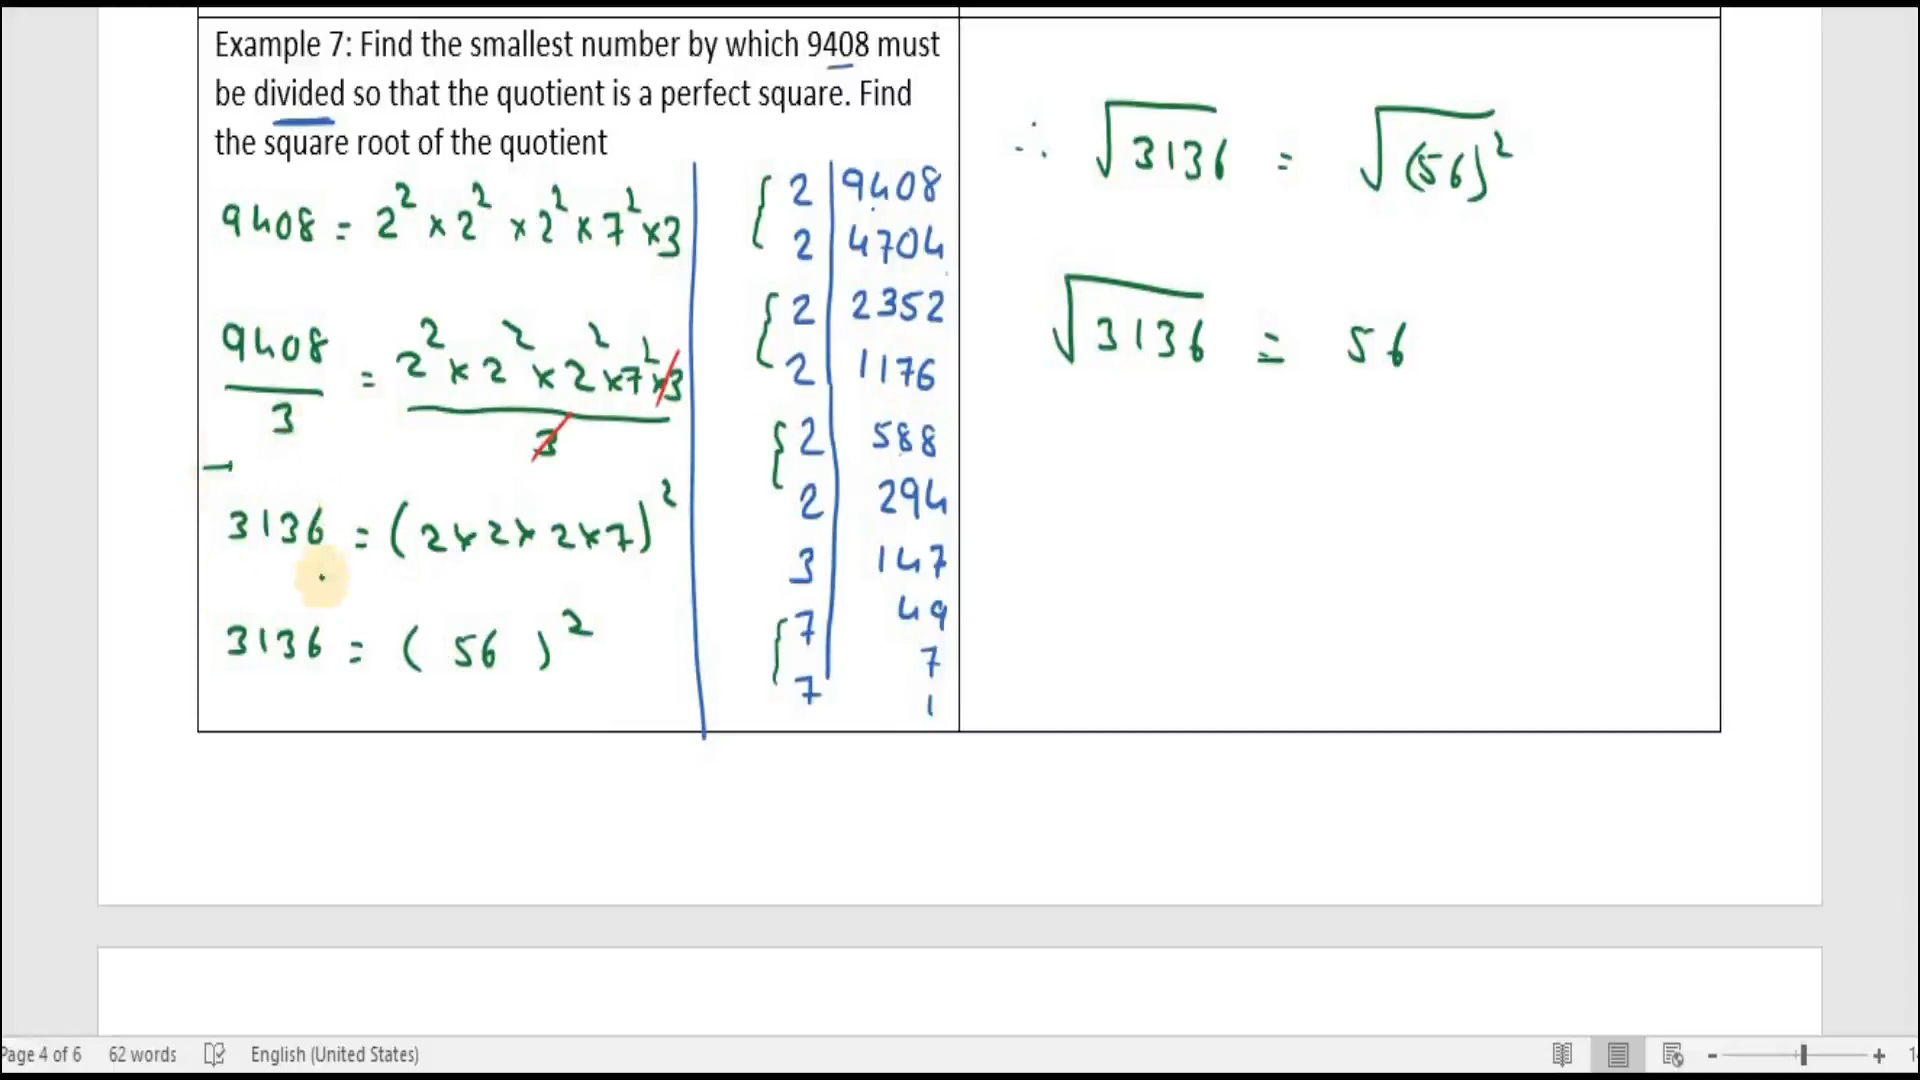 Example 7: Find the smallest number by which 9408 must
be divided so that the quotient is a perfect square. Find
the square root of the quotient
9408 = 2² × 2² × 2² × 7² × 3
9408/3 = 2² × 2² × 2² × 7² × 3/3
3136 = (2 × 2 × 2 × 7)²
3136 = ( 56 )²
2 | 9408
2 | 4704
2 | 2352
2 | 1176
2 | 588
2 | 294
3 | 147
7 | 49
7 | 7
1
∴ √3136 = √(56)²
√3136 = 56
Page 4 of 6 62 words English (United States)